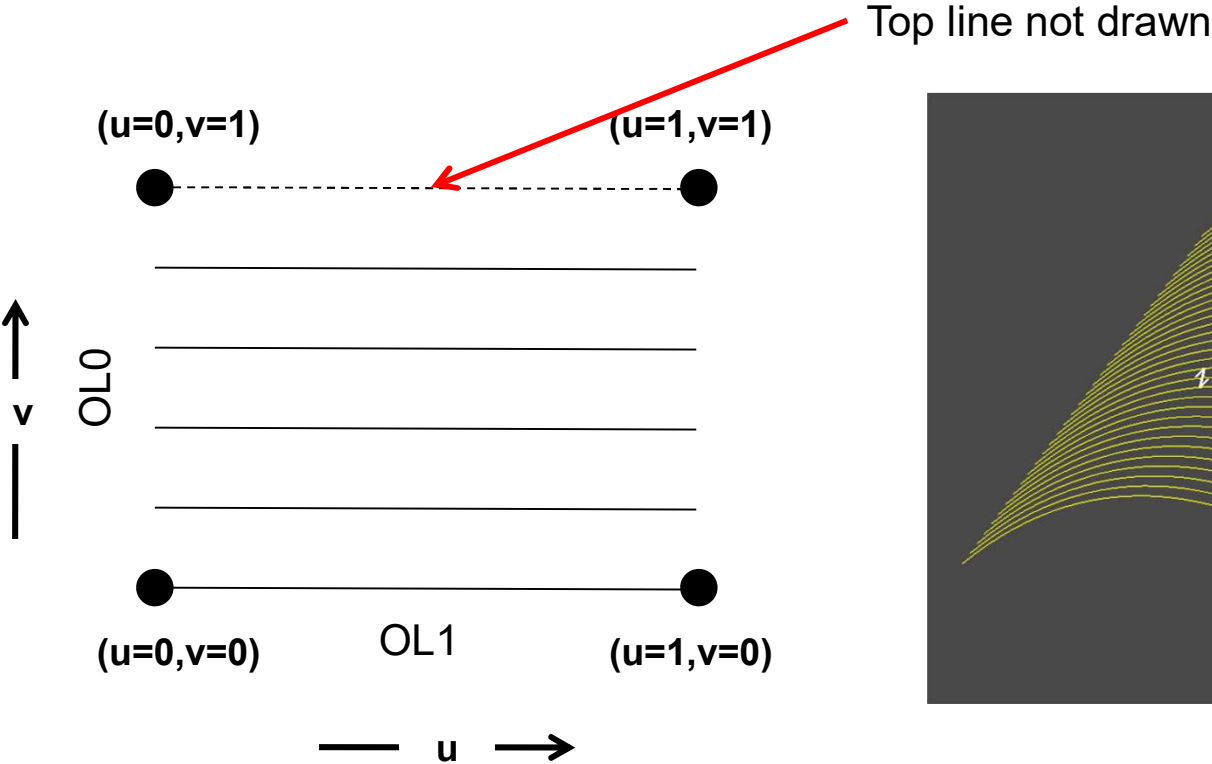 Top line not drawn
(u=0,v=1)
(u=1,v=1)
OL0
v
(u=0,v=0)
OL1
(u=1,v=0)
u